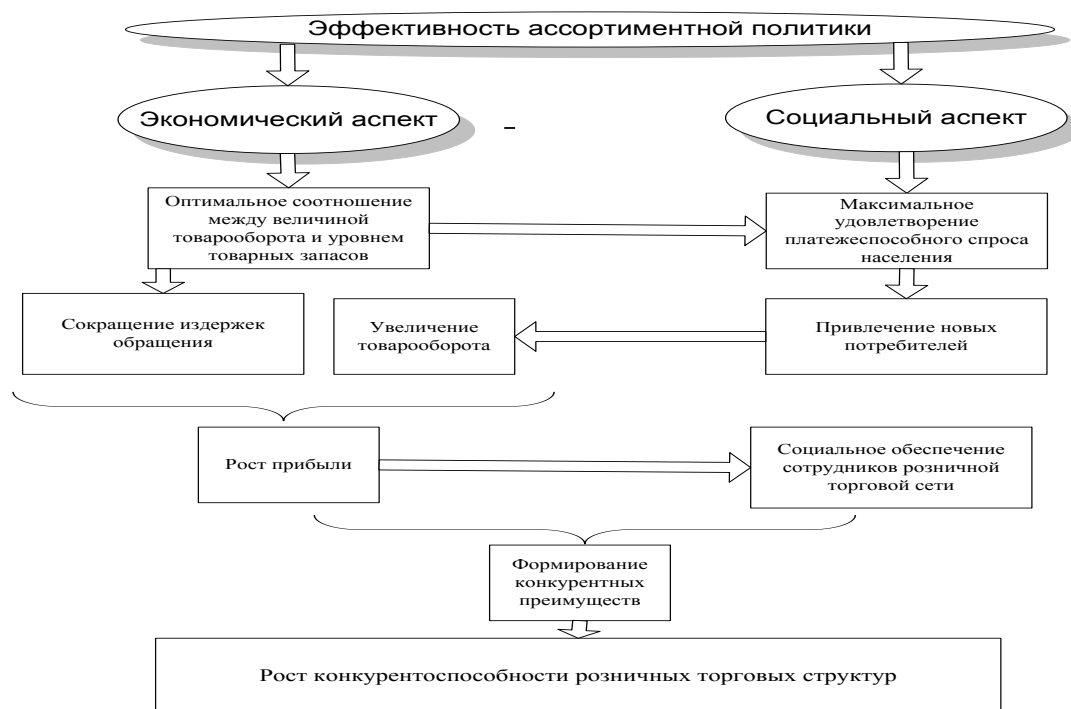 Эффективность ассортиментной политики
Экономический аспект
–
Социальный аспект
Оптимальное соотношение
между величиной
товарооборота и уровнем
товарных запасов
Максимальное
удовлетворение
платежеспособного спроса
населения
Сокращение издержек
обращения
Увеличение
товарооборота
Привлечение новых
потребителей
Рост прибыли
Социальное обеспечение
сотрудников розничной
торговой сети
Формирование
конкурентных
преимуществ
Рост конкурентоспособности розничных торговых структур